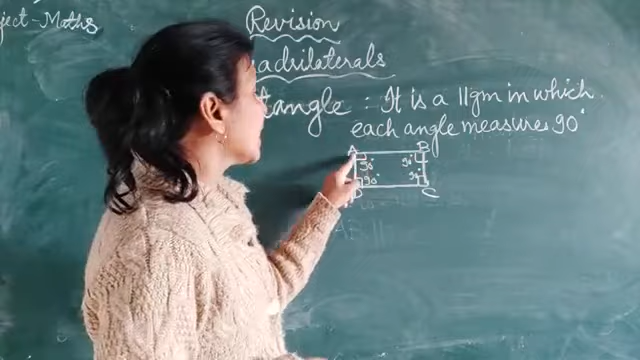 ject-Maths
Revision
adrilaterals
tangle : It is a ||gm in which
each angle measures 90°
A B
90° 90°
90° 90°
D C